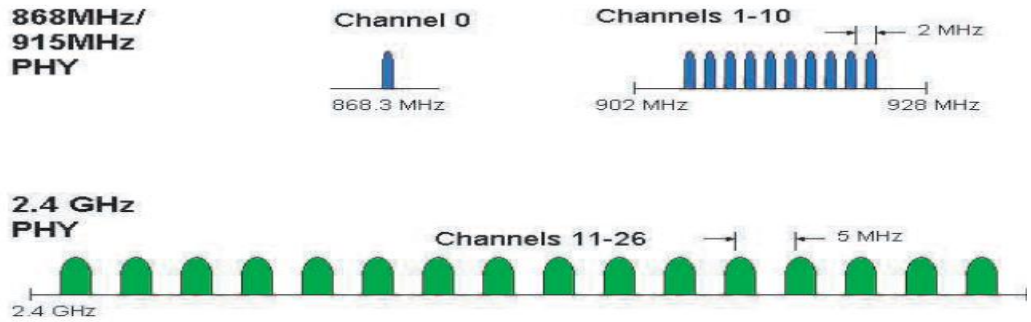 868MHz/
915MHz
PHY
Channel 0
868.3 MHz
Channels 1-10
2 MHz
902 MHz
928 MHz
2.4 GHz
PHY
Channels 11-26
5 MHz
2.4 GHz